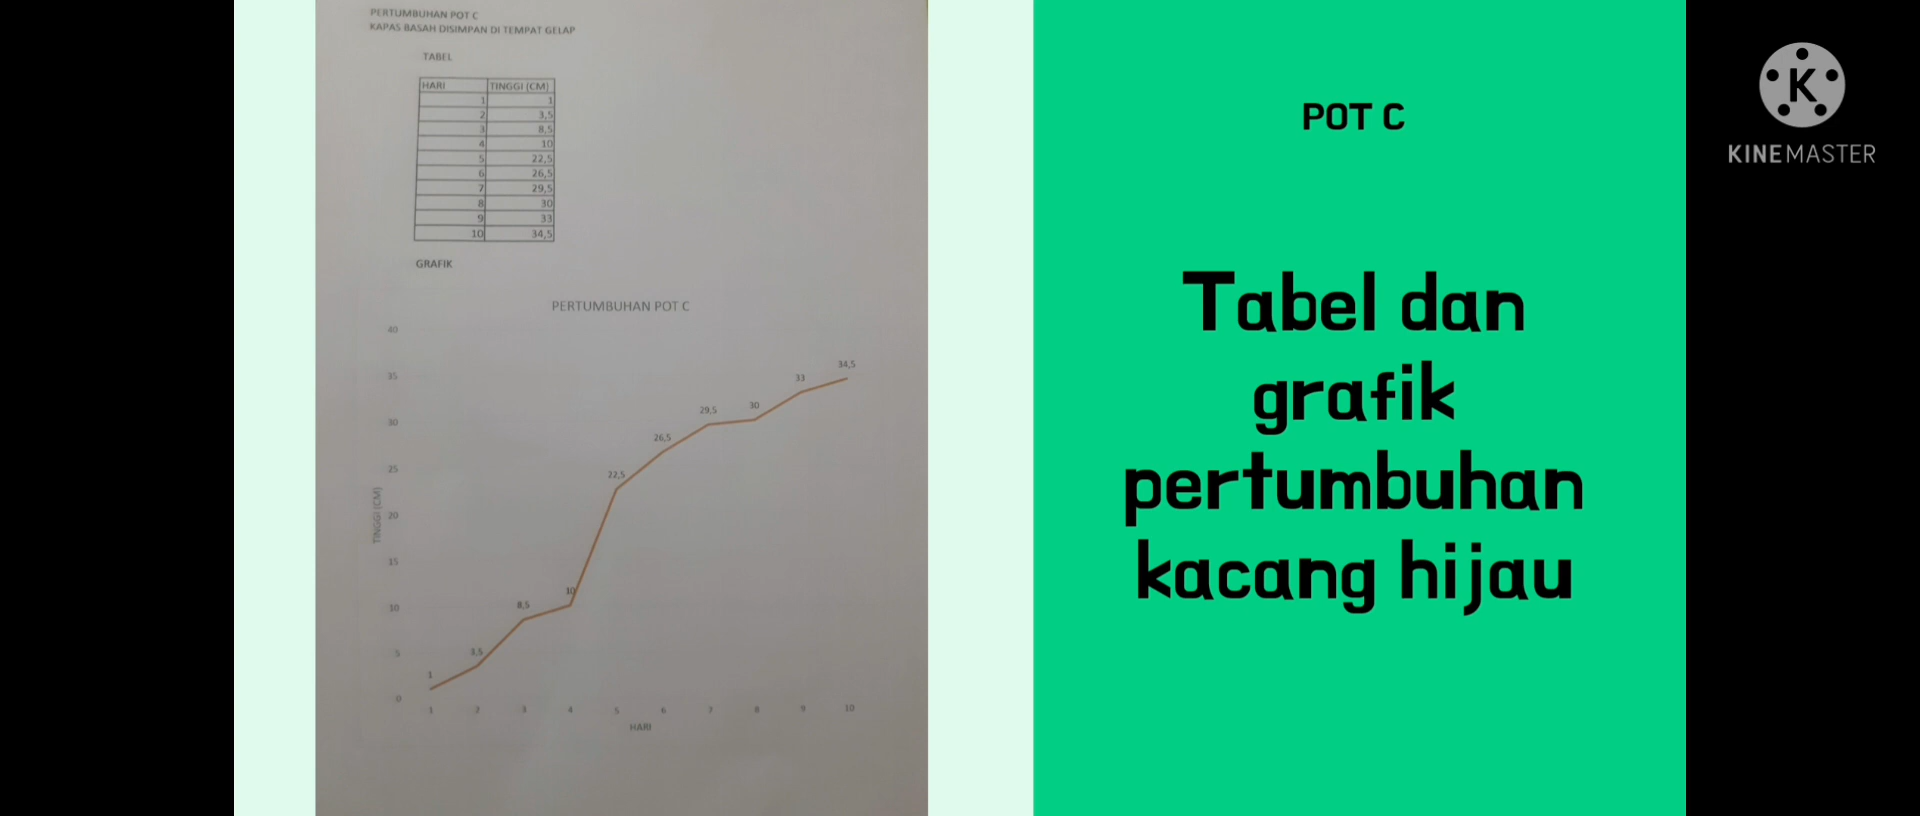 PERTUMBUHAN POT C
KAPAS BASAH DISIMPAN DI TEMPAT GELAP
TABEL
HARI TINGGI (CM)
1 1
2 3,5
3 8,5
4 10
5 22,5
6 26,5
7 29,5
8 30
9 33
10 34,5
GRAFIK
PERTUMBUHAN POT C
40
35
30
25
20
15
10
5
0
TINGGI (CM)
1
3,5
8,5
10
22,5
26,5
29,5
30
33
34,5
1 2 3 4 5 6 7 8 9 10
HARI
POT C
Tabel dan
grafik
pertumbuhan
kacang hijau
K
KINEMASTER